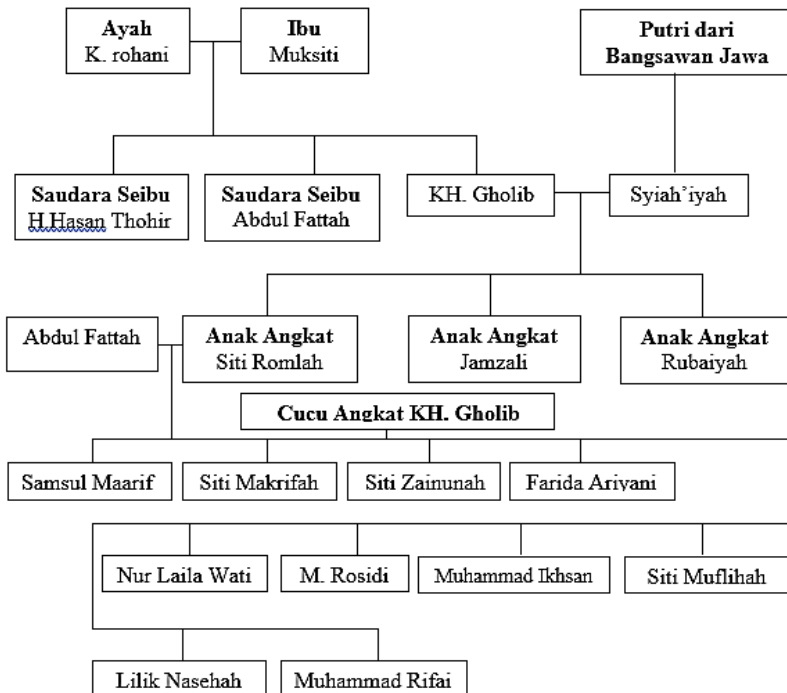 Ayah
K. rohani
Ibu
Muksiti
Putri dari
Bangsawan Jawa
Saudara Seibu
H.Hasan Thohir
Saudara Seibu
Abdul Fattah
KH. Gholib
Syiah’iyah
Abdul Fattah
Anak Angkat
Siti Romlah
Anak Angkat
Jamzali
Anak Angkat
Rubaiyah
Cucu Angkat KH. Gholib
Samsul Maarif
Siti Makrifah
Siti Zainunah
Farida Ariyani
Nur Laila Wati
M. Rosidi
Muhammad Ikhsan
Siti Muflihah
Lilik Nasehah
Muhammad Rifai